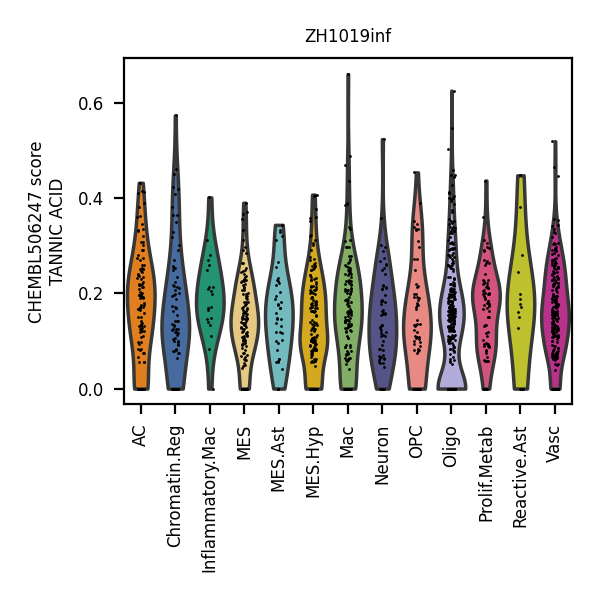 ZH1019inf
CHEMBL506247 score
TANNIC ACID
0.6
0.4
0.2
0.0
AC
Chromatin.Reg
Inflammatory.Mac
MES
MES.Ast
MES.Hyp
Mac
Neuron
OPC
Oligo
Prolif.Metab
Reactive.Ast
Vasc